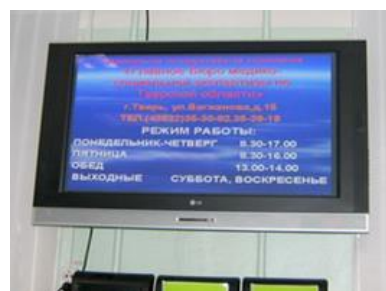 "Главное бюро медико-
социальной экспертизы по
Тверской области"
г.Тверь, ул.Вагжанова,д,15
РЕЖИМ РАБОТЫ:
ПОНЕДЕЛЬНИК-ЧЕТВЕРГ 8.30-17.00
ПЯТНИЦА 8.30-16.00
ОБЕД 13.00-14.00
ВЫХОДНЫЕ СУББОТА, ВОСКРЕСЕНЬЕ
LG